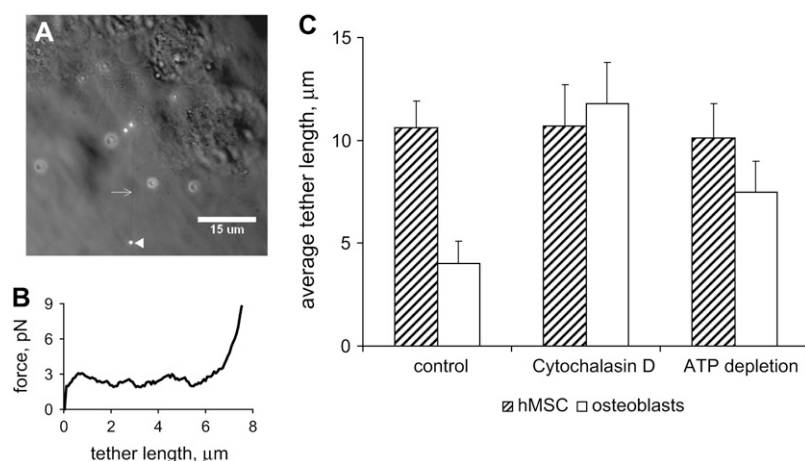 A
15 um
B
force, pN
9
6
3
0
0 2 4 6 8
tether length, μm
C
average tether length, μm
15
10
5
0
control Cytochalasin D ATP depletion
hMSC osteoblasts